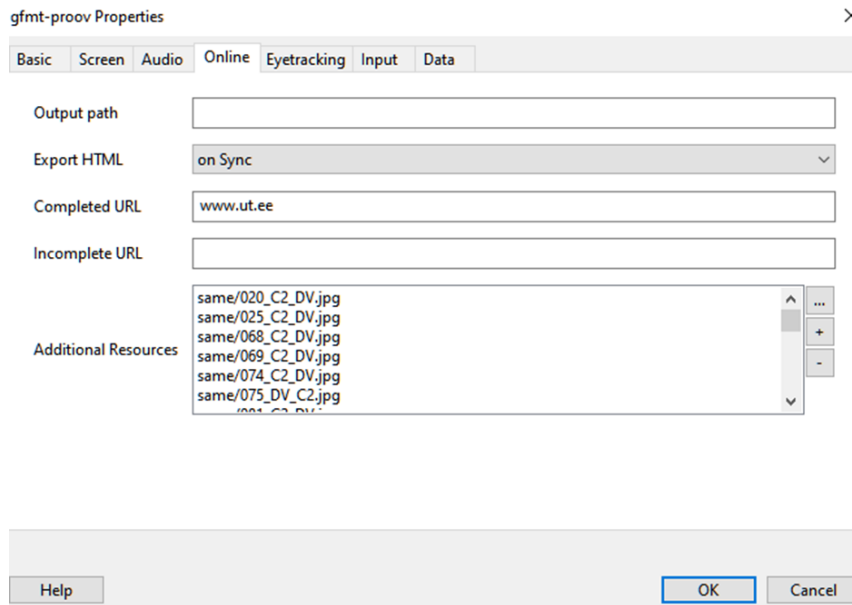 gfmt-proov Properties
Basic Screen Audio Online Eyetracking Input Data
Output path
Export HTML on Sync
Completed URL www.ut.ee
Incomplete URL
Additional Resources
same/020_C2_DV.jpg
same/025_C2_DV.jpg
same/068_C2_DV.jpg
same/069_C2_DV.jpg
same/074_C2_DV.jpg
same/075_DV_C2.jpg
...
+
-
Help OK Cancel